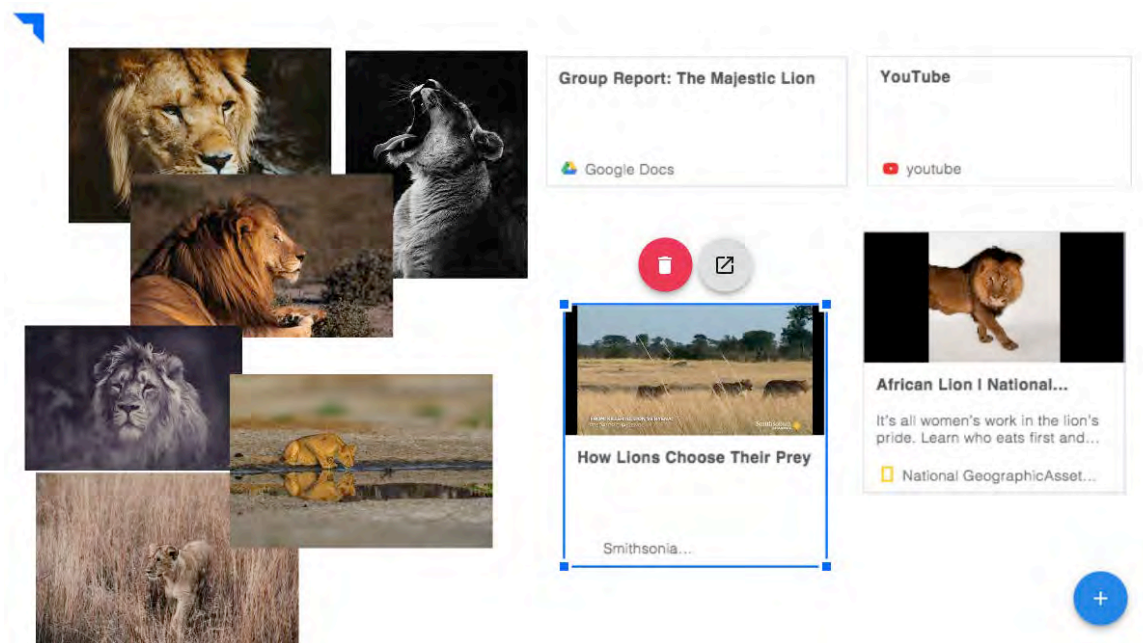 Group Report: The Majestic Lion
Google Docs
YouTube
youtube
How Lions Choose Their Prey
Smithsonia...
African Lion | National...
It's all women's work in the lion's
pride. Learn who eats first and...
National GeographicAsset...